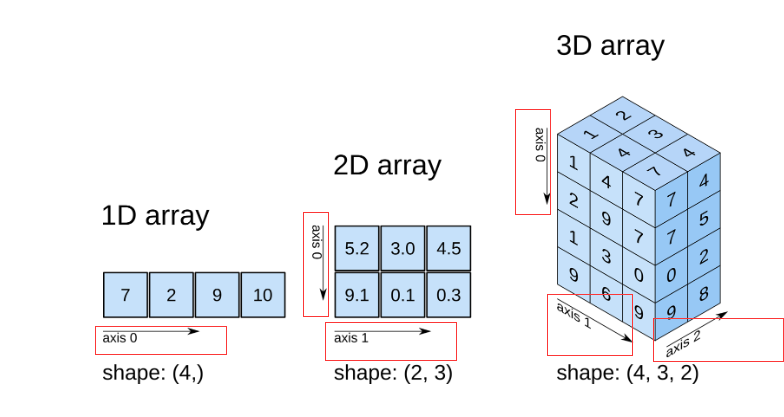 3D array
2D array
1D array
axis 0
1 2
4 3
7 4
1 4 7
2 9 7
1 3 0
9 6 9
7 4
7 5
0 2
9 8
axis 1
axis 2
shape: (4, 3, 2)
axis 0
5.2 3.0 4.5
9.1 0.1 0.3
axis 1
shape: (2, 3)
7 2 9 10
axis 0
shape: (4,)